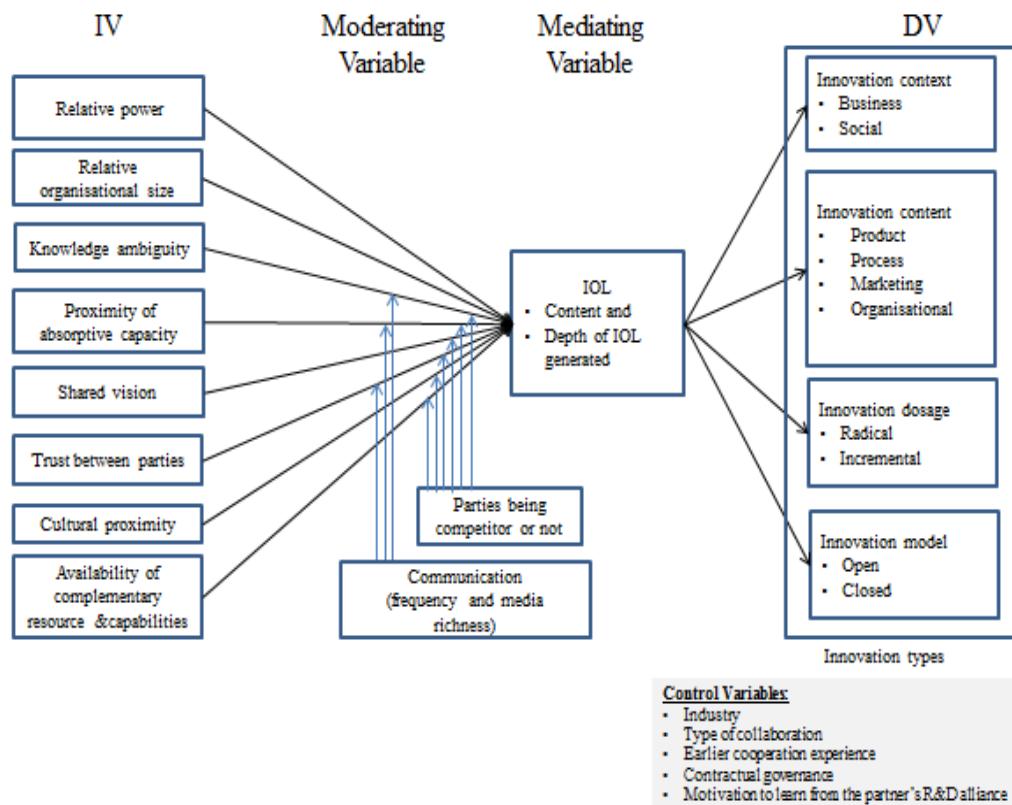 IV
Moderating
Variable
Mediating
Variable
DV
Relative power
Relative
organisational size
Knowledge ambiguity
Proximity of
absorptive capacity
Shared vision
Trust between parties
Cultural proximity
Availability of
complementary
resource &capabilities
Parties being
competitor or not
Communication
(frequency and media
richness)
IOL
▪ Content and
▪ Depth of IOL
generated
Innovation context
▪ Business
▪ Social
Innovation content
▪ Product
▪ Process
▪ Marketing
▪ Organisational
Innovation dosage
▪ Radical
▪ Incremental
Innovation model
▪ Open
▪ Closed
Innovation types
Control Variables:
▪ Industry
▪ Type of collaboration
▪ Earlier cooperation experience
▪ Contractual governance
▪ Motivation to learn from the partner's R&D alliance